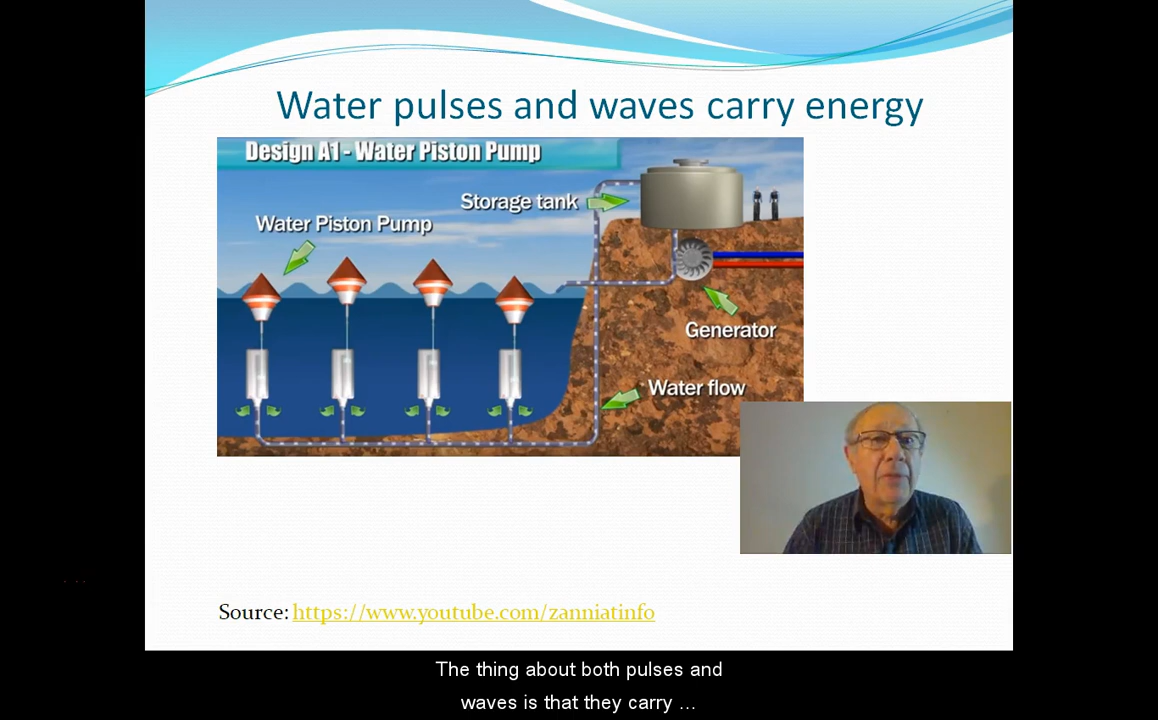 Water pulses and waves carry energy
Design A1 - Water Piston Pump
Storage tank
Water Piston Pump
Generator
Water flow
Source: https://www.youtube.com/zanniatinfo
The thing about both pulses and
waves is that they carry ...